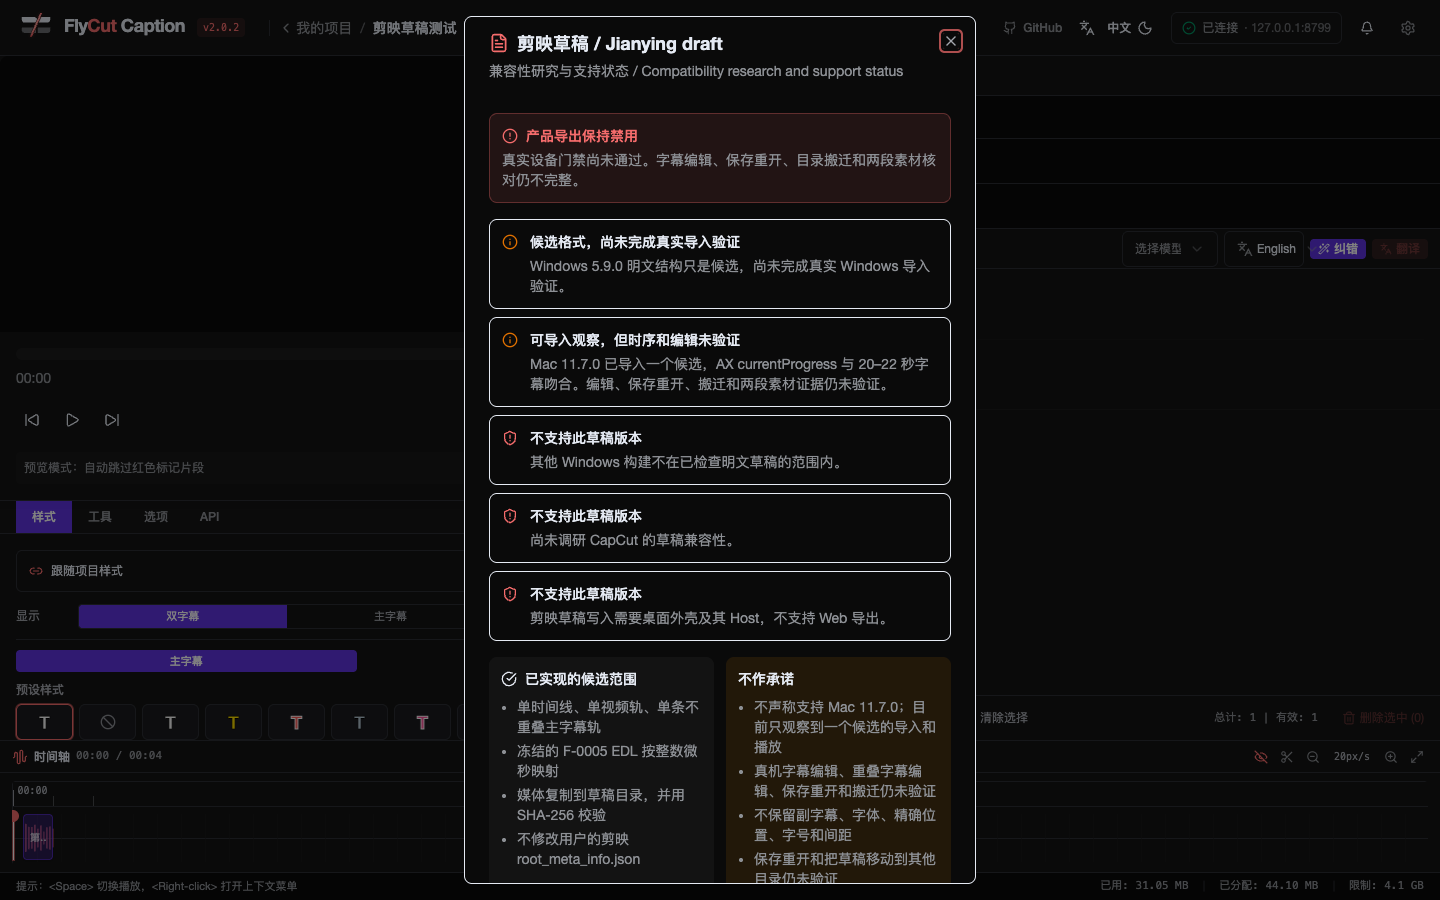 FlyCut Caption v2.0.2
我的项目 / 剪映草稿测试
GitHub 中文 已连接 · 127.0.0.1:8799
剪映草稿 / Jianying draft
兼容性研究与支持状态 / Compatibility research and support status
产品导出保持禁用
真实设备门禁尚未通过。字幕编辑、保存重开、目录搬迁和两段素材核
对仍不完整。
候选格式，尚未完成真实导入验证
Windows 5.9.0 明文结构只是候选，尚未完成真实 Windows 导入
验证。
可导入观察，但时序和编辑未验证
Mac 11.7.0 已导入一个候选，AX currentProgress 与 20–22 秒字
幕吻合。编辑、保存重开、搬迁和两段素材证据仍未验证。
不支持此草稿版本
其他 Windows 构建不在已检查明文草稿的范围内。
不支持此草稿版本
尚未调研 CapCut 的草稿兼容性。
不支持此草稿版本
剪映草稿写入需要桌面外壳及其 Host，不支持 Web 导出。
已实现的候选范围
单时间线、单视频轨、单条不
重叠主字幕轨
冻结的 F-0005 EDL 按整数微
秒映射
媒体复制到草稿目录，并用
SHA-256 校验
不修改用户的剪映
root_meta_info.json
不作承诺
不声称支持 Mac 11.7.0；目
前只观察到一个候选的导入和
播放
真机字幕编辑、重叠字幕编
辑、保存重开和搬迁仍未验证
不保留副字幕、字体、精确位
置、字号和间距
保存重开和把草稿移动到其他
目录仍未验证
选择模型 English 纠错 翻译
00:00
预览模式：自动跳过红色标记片段
样式 工具 选项 API
跟随项目样式
显示 双字幕 主字幕
主字幕
预设样式
T T T T T T
清除选择 总计: 1 | 有效: 1 删除选中 (0)
时间轴 00:00 / 00:04 20px/s
00:00
提示: <Space> 切换播放, <Right-click> 打开上下文菜单
已用: 31.05 MB 已分配: 44.10 MB 限制: 4.1 GB